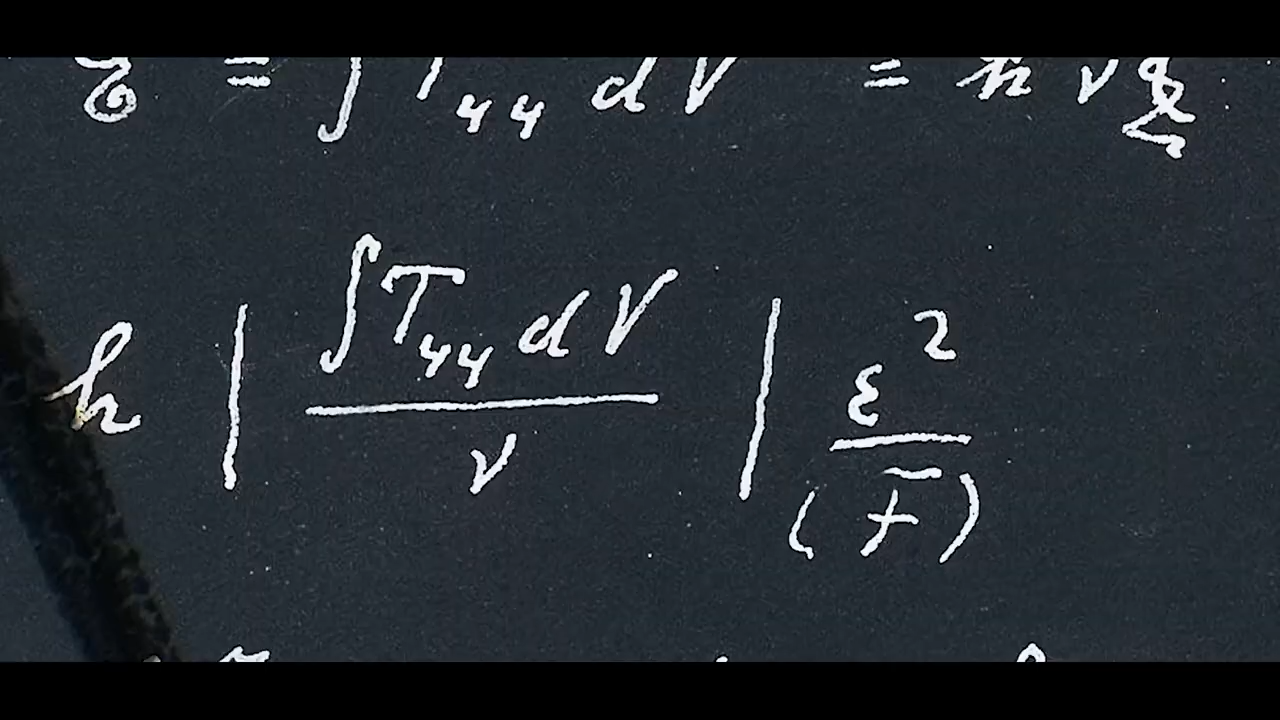 = ∫ T₄₄ dV = h ν
h | ∫T₄₄ dV / ν | ε² / (f̄)